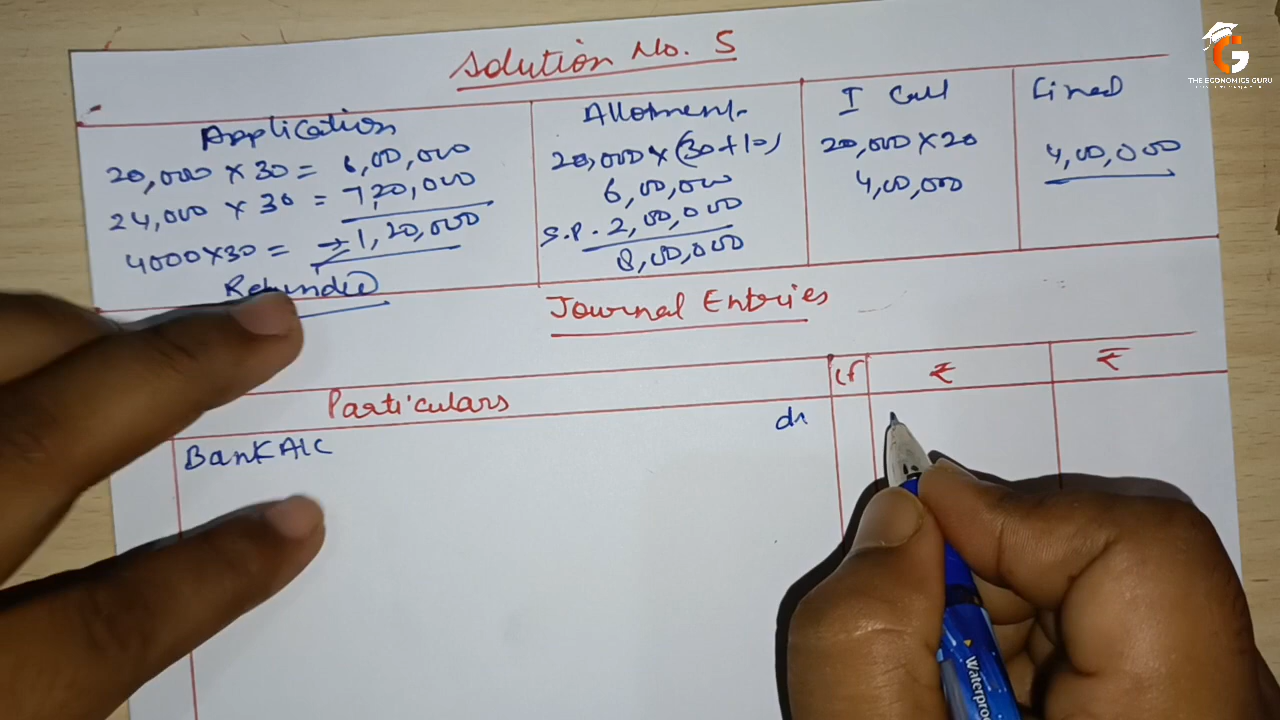 Solution No. 5
Application
20,000 x 30 = 6,00,000
24,000 x 30 = 7,20,000
4000x30 = → 1,20,000
Refunded
Allotment
20,000 x (30+10)
6,00,000
S.P. 2,00,000
8,00,000
I Call
20,000 x 20
4,00,000
Final
4,00,000
Journal Entries
Particulars
LF
₹
₹
Bank A/C
dr
THE ECONOMICS GURU
Waterproof